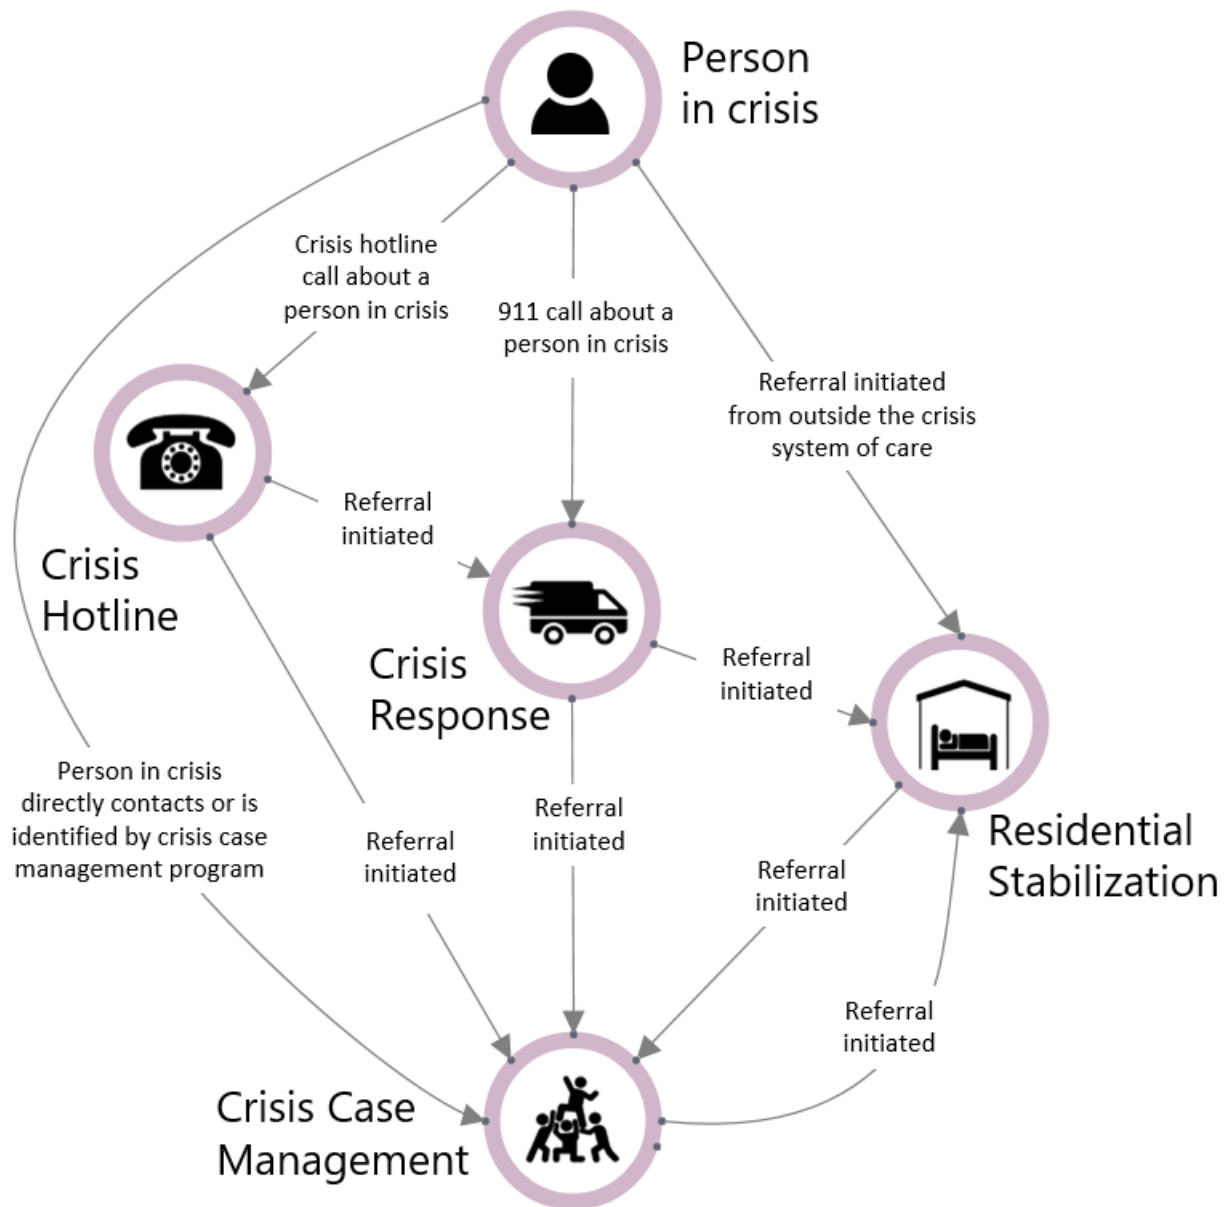 Person
in crisis
Crisis hotline
call about a
person in crisis
911 call about a
person in crisis
Referral initiated
from outside the crisis
system of care
Referral
initiated
Crisis
Hotline
Crisis
Response
Referral
initiated
Person in crisis
directly contacts or is
identified by crisis case
management program
Referral
initiated
Referral
initiated
Referral
initiated
Residential
Stabilization
Referral
initiated
Crisis Case
Management